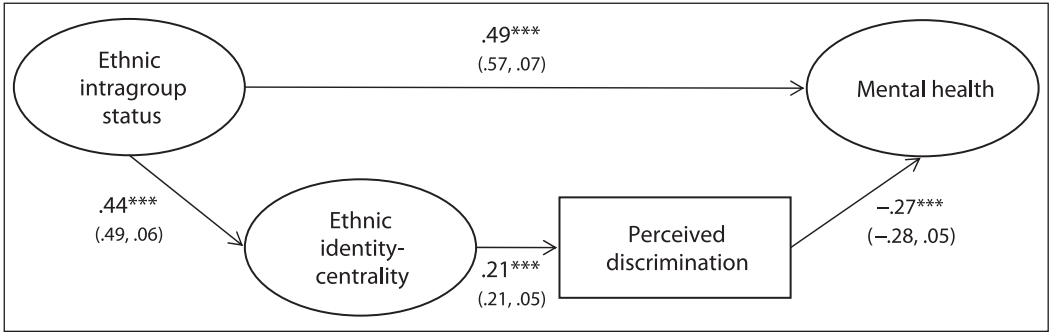 Ethnic
intragroup
status
.49***
(.57, .07)
Mental health
.44***
(.49, .06)
Ethnic
identity-
centrality
.21***
(.21, .05)
Perceived
discrimination
−.27***
(−.28, .05)